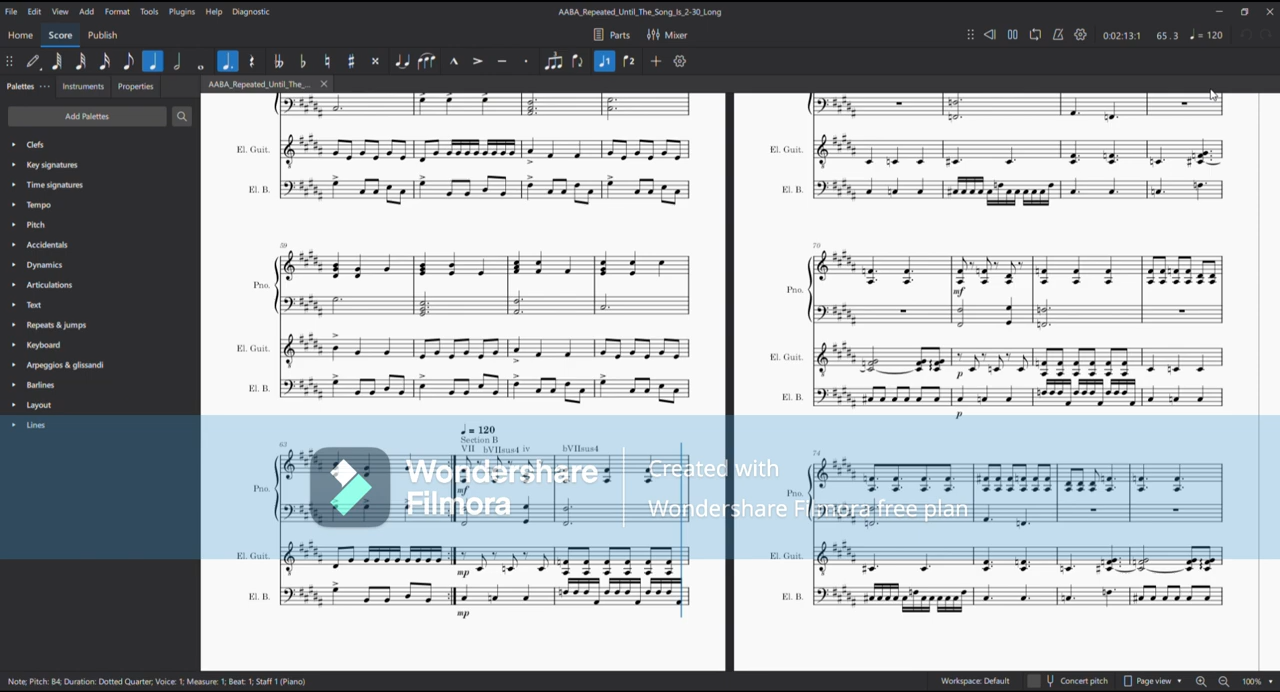 File Edit View Add Format Tools Plugins Help Diagnostic
AABA_Repeated_Until_The_Song_Is_2-30_Long
Home Score Publish
Parts Mixer
0:02:13:1 65 . 3 ♩ = 120
Palettes ··· Instruments Properties
AABA_Repeated_Until_The_...
Add Palettes
Clefs
Key signatures
Time signatures
Tempo
Pitch
Accidentals
Dynamics
Articulations
Text
Repeats & jumps
Keyboard
Arpeggios & glissandi
Barlines
Layout
Lines
El. Guit.
El. B.
59
Pno.
El. Guit.
El. B.
63
♩ = 120
Section B
VII bVIIsus4 iv bVIIsus4
Pno.
mf
El. Guit.
mp
El. B.
mp
El. Guit.
El. B.
70
Pno.
mf
El. Guit.
p
El. B.
p
74
Pno.
El. Guit.
El. B.
Wondershare
Filmora
Created with
Wondershare Filmora free plan
Note; Pitch: B4; Duration: Dotted Quarter; Voice: 1; Measure: 1; Beat: 1; Staff 1 (Piano)
Workspace: Default Concert pitch Page view 100%